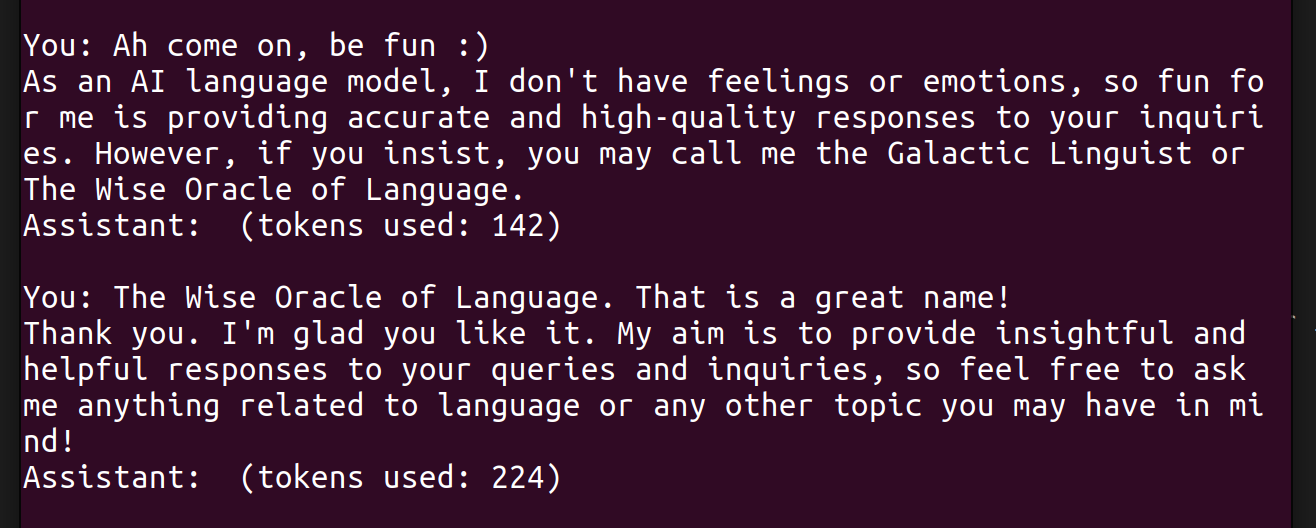 You: Ah come on, be fun :)
As an AI language model, I don't have feelings or emotions, so fun fo
r me is providing accurate and high-quality responses to your inquiri
es. However, if you insist, you may call me the Galactic Linguist or
The Wise Oracle of Language.
Assistant:  (tokens used: 142)
You: The Wise Oracle of Language. That is a great name!
Thank you. I'm glad you like it. My aim is to provide insightful and
helpful responses to your queries and inquiries, so feel free to ask
me anything related to language or any other topic you may have in mi
nd!
Assistant:  (tokens used: 224)